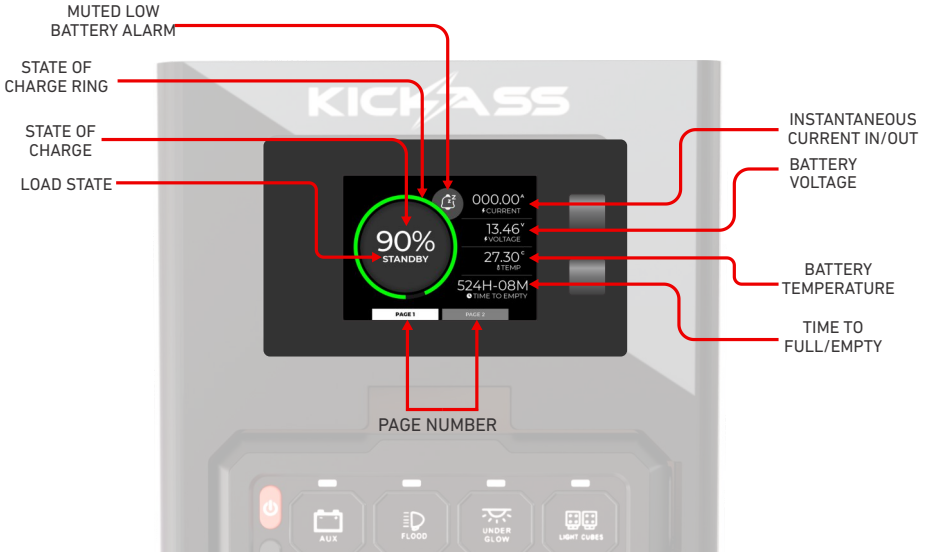 MUTED LOW
BATTERY ALARM
STATE OF
CHARGE RING
STATE OF
CHARGE
LOAD STATE
KICKASS
z
90%
STANDBY
000.00A
CURRENT
13.46V
VOLTAGE
27.30C
TEMP
524H-08M
TIME TO EMPTY
PAGE 1
PAGE 2
INSTANTANEOUS
CURRENT IN/OUT
BATTERY
VOLTAGE
BATTERY
TEMPERATURE
TIME TO
FULL/EMPTY
PAGE NUMBER
AUX
FLOOD
UNDER
GLOW
LIGHT CUBES